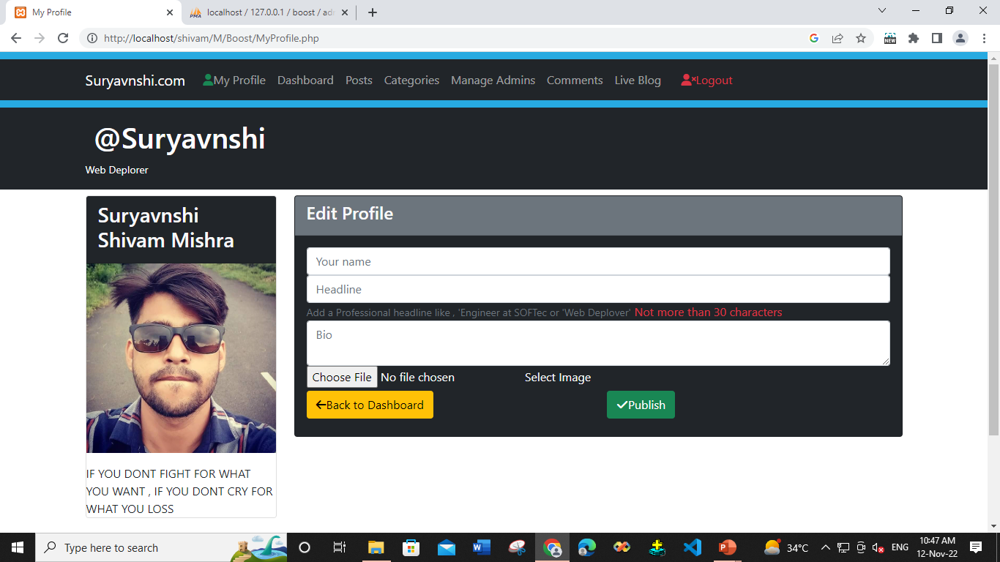 My Profile
localhost / 127.0.0.1 / boost / ad
http://localhost/shivam/M/Boost/MyProfile.php
NEW
Suryavnshi.com My Profile Dashboard Posts Categories Manage Admins Comments Live Blog Logout
@Suryavnshi
Web Deplorer
Suryavnshi
Shivam Mishra
IF YOU DONT FIGHT FOR WHAT
YOU WANT , IF YOU DONT CRY FOR
WHAT YOU LOSS
Edit Profile
Your name
Headline
Add a Professional headline like , 'Engineer at SOFTec or 'Web Deplover' Not more than 30 characters
Bio
Choose File No file chosen Select Image
Back to Dashboard Publish
Type here to search
34°C ENG
10:47 AM
12-Nov-22